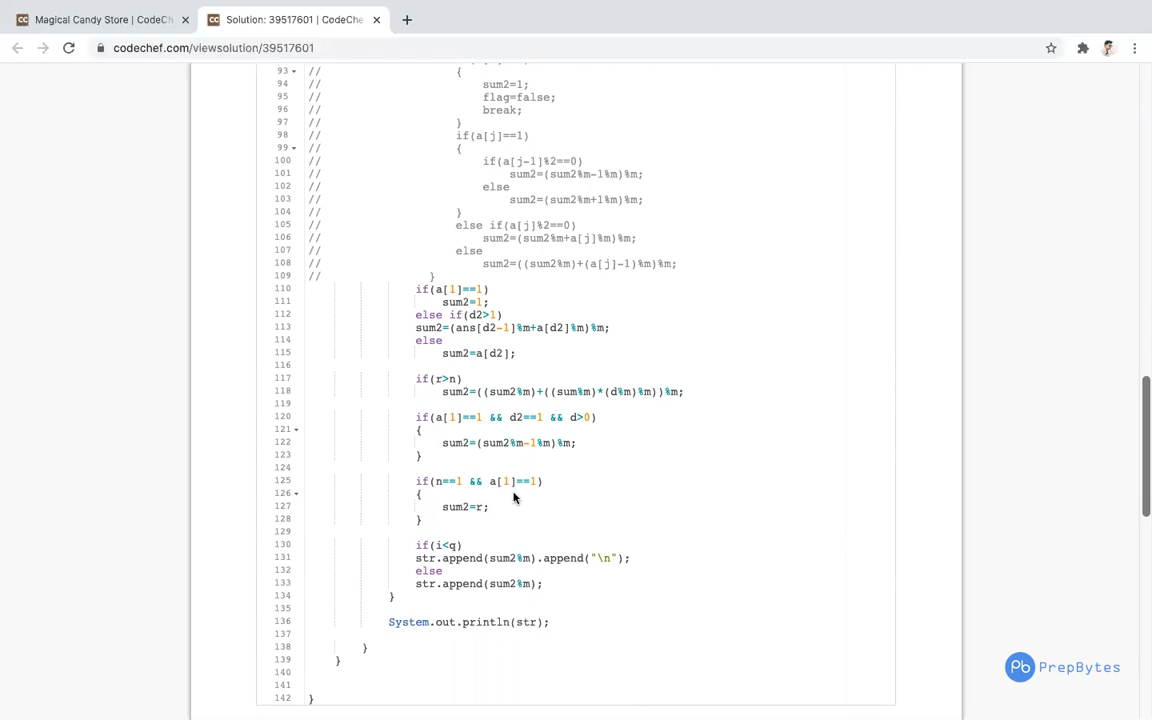 Magical Candy Store | CodeCh
Solution: 39517601 | CodeChe
codechef.com/viewsolution/39517601
93 // {
94 // sum2=1;
95 // flag=false;
96 // break;
97 // }
98 // if(a[j]==1)
99 // {
100 // if(a[j-1]%2==0)
101 // sum2=(sum2%m-1%m)%m;
102 // else
103 // sum2=(sum2%m+1%m)%m;
104 // }
105 // else if(a[j]%2==0)
106 // sum2=(sum2%m+a[j]%m)%m;
107 // else
108 // sum2=((sum2%m)+(a[j]-1)%m)%m;
109 // }
110 if(a[1]==1)
111 sum2=1;
112 else if(d2>1)
113 sum2=(ans[d2-1]%m+a[d2]%m)%m;
114 else
115 sum2=a[d2];
116
117 if(r>n)
118 sum2=((sum2%m)+((sum%m)*(d%m)%m))%m;
119
120 if(a[1]==1 && d2==1 && d>0)
121 {
122 sum2=(sum2%m-1%m)%m;
123 }
124
125 if(n==1 && a[1]==1)
126 {
127 sum2=r;
128 }
129
130 if(i<q)
131 str.append(sum2%m).append("\n");
132 else
133 str.append(sum2%m);
134 }
135
136 System.out.println(str);
137
138 }
139 }
140
141
142 }
Pb PrepBytes